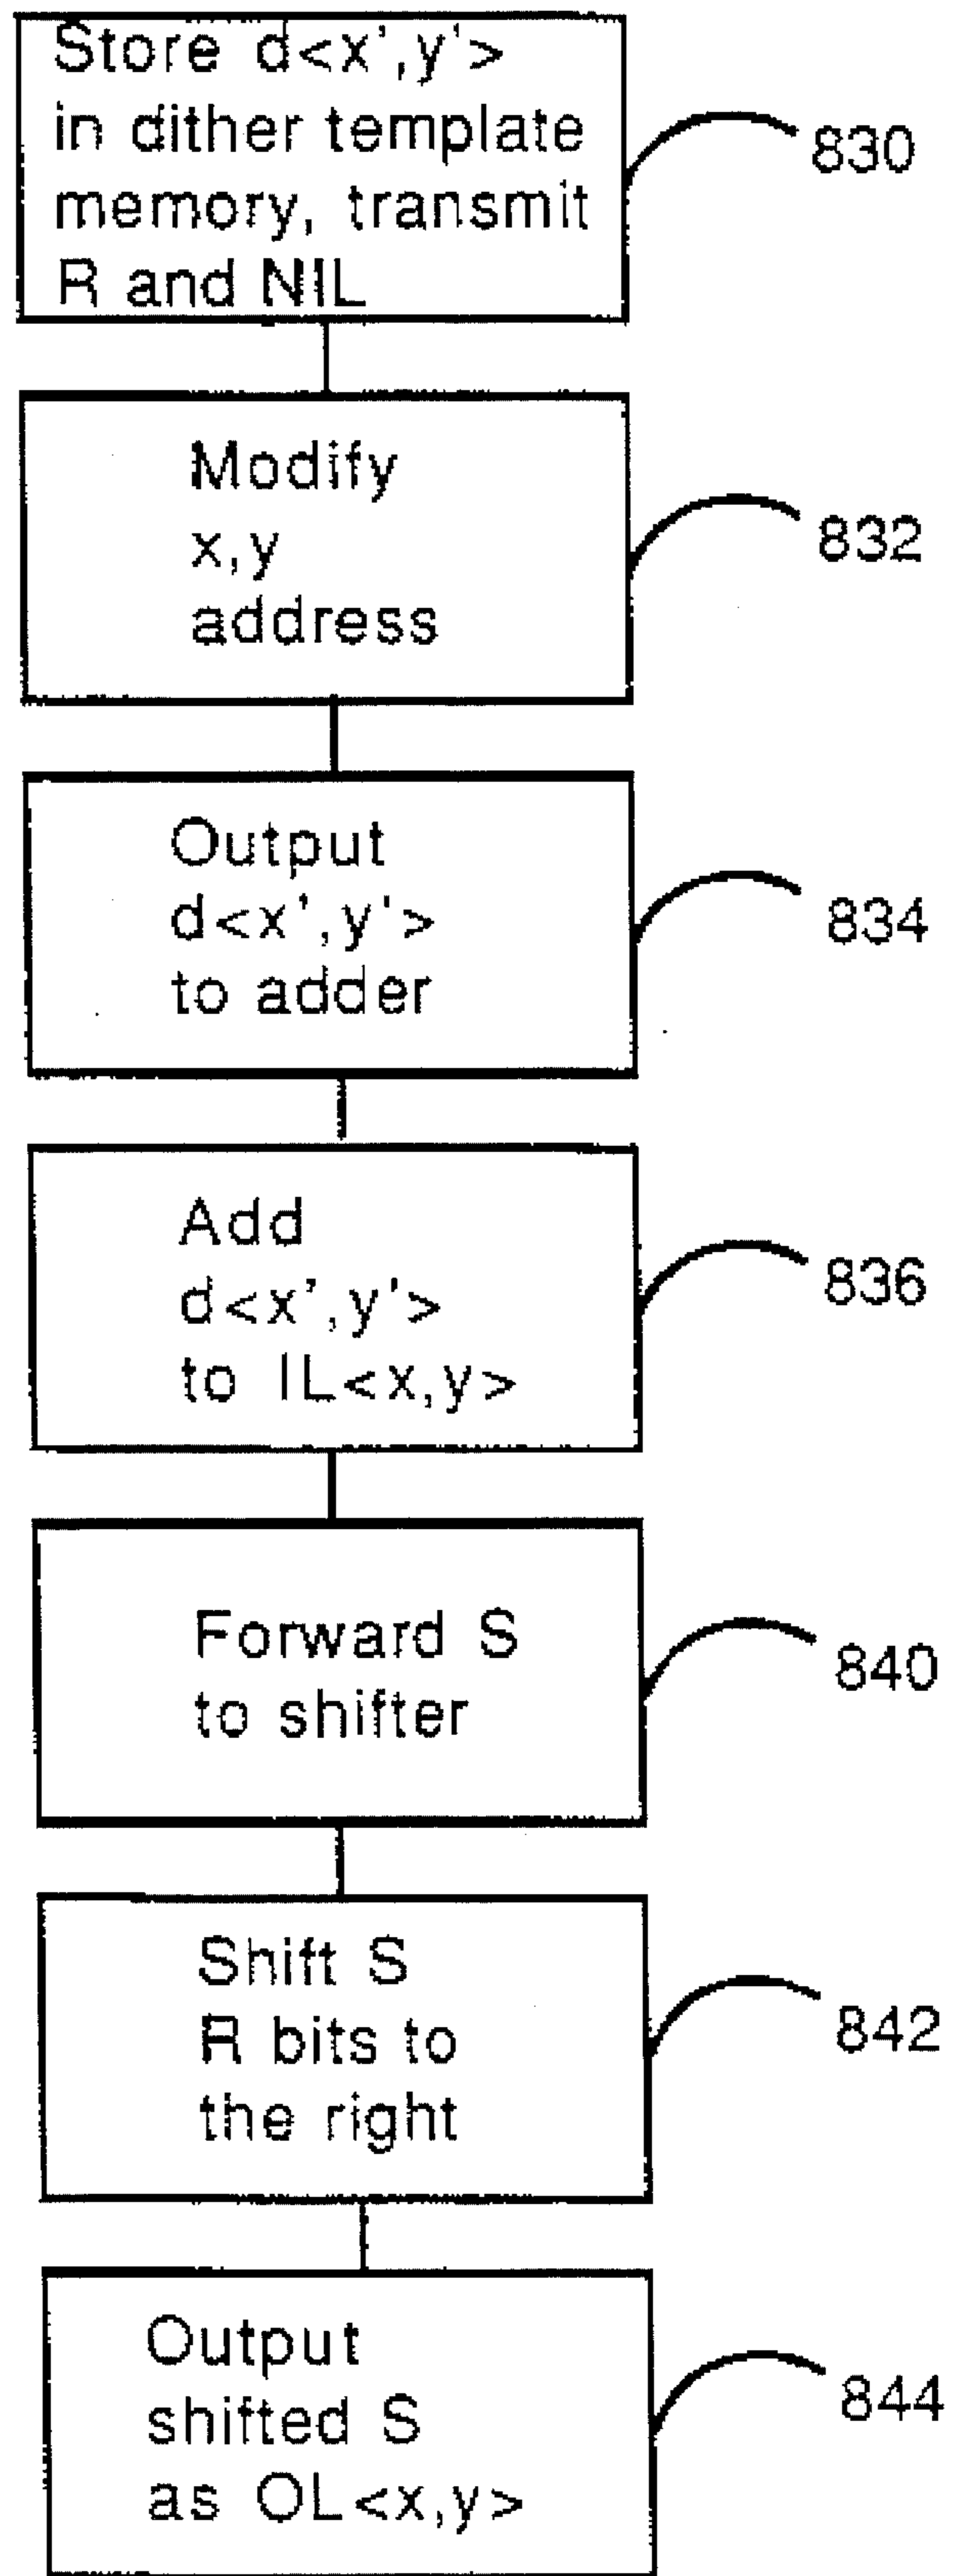 Store d<x',y'>
in dither template
memory, transmit
R and NIL
830
Modify
x,y
address
832
Output
d<x',y'>
to adder
834
Add
d<x',y'>
to IL<x,y>
836
Forward S
to shifter
840
Shift S
R bits to
the right
842
Output
shifted S
as OL<x,y>
844